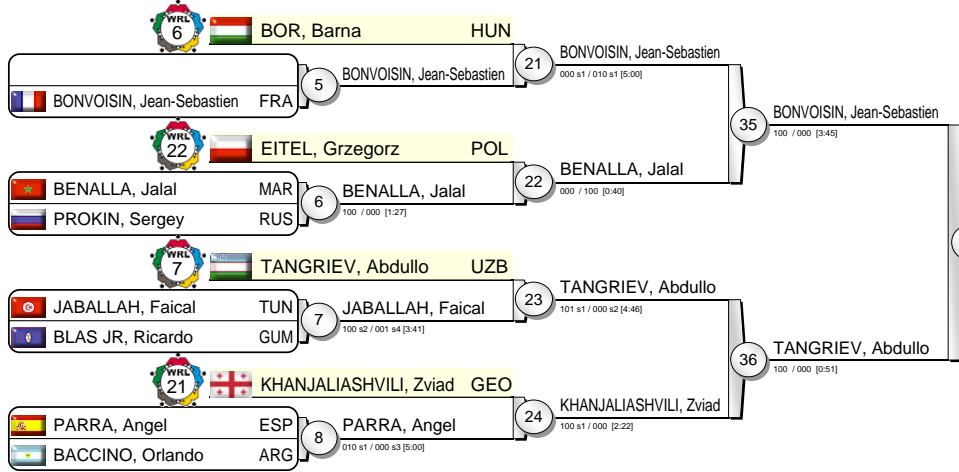 WRL 6 BOR, Barna HUN
21 BONVOISIN, Jean-Sebastien
000 s1 / 010 s1 [5:00]
5 BONVOISIN, Jean-Sebastien
BONVOISIN, Jean-Sebastien FRA
35 BONVOISIN, Jean-Sebastien
100 / 000 [3:45]
WRL 22 EITEL, Grzegorz POL
22 BENALLA, Jalal
000 / 100 [0:40]
BENALLA, Jalal MAR
6 BENALLA, Jalal
100 / 000 [1:27]
PROKIN, Sergey RUS
WRL 7 TANGRIEV, Abdullo UZB
23 TANGRIEV, Abdullo
101 s1 / 000 s2 [4:46]
JABALLAH, Faical TUN
7 JABALLAH, Faical
100 s2 / 001 s4 [3:41]
BLAS JR, Ricardo GUM
36 TANGRIEV, Abdullo
100 / 000 [0:51]
WRL 21 KHANJALIASHVILI, Zviad GEO
24 KHANJALIASHVILI, Zviad
100 s1 / 000 [2:22]
PARRA, Angel ESP
8 PARRA, Angel
010 s1 / 000 s3 [5:00]
BACCINO, Orlando ARG